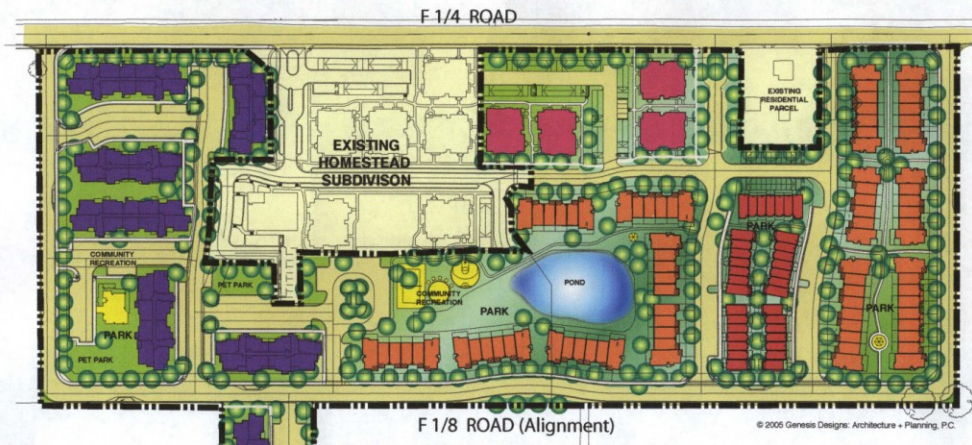 F 1/4 ROAD
EXISTING
RESIDENTIAL
PARCEL
EXISTING
HOMESTEAD
SUBDIVISON
PARK
COMMUNITY
RECREATION
PET PARK
COMMUNITY
RECREATION
POND
PARK
PARK
PARK
PET PARK
F 1/8 ROAD (Alignment)
© 2005 Genesis Designs: Architecture + Planning, P.C.